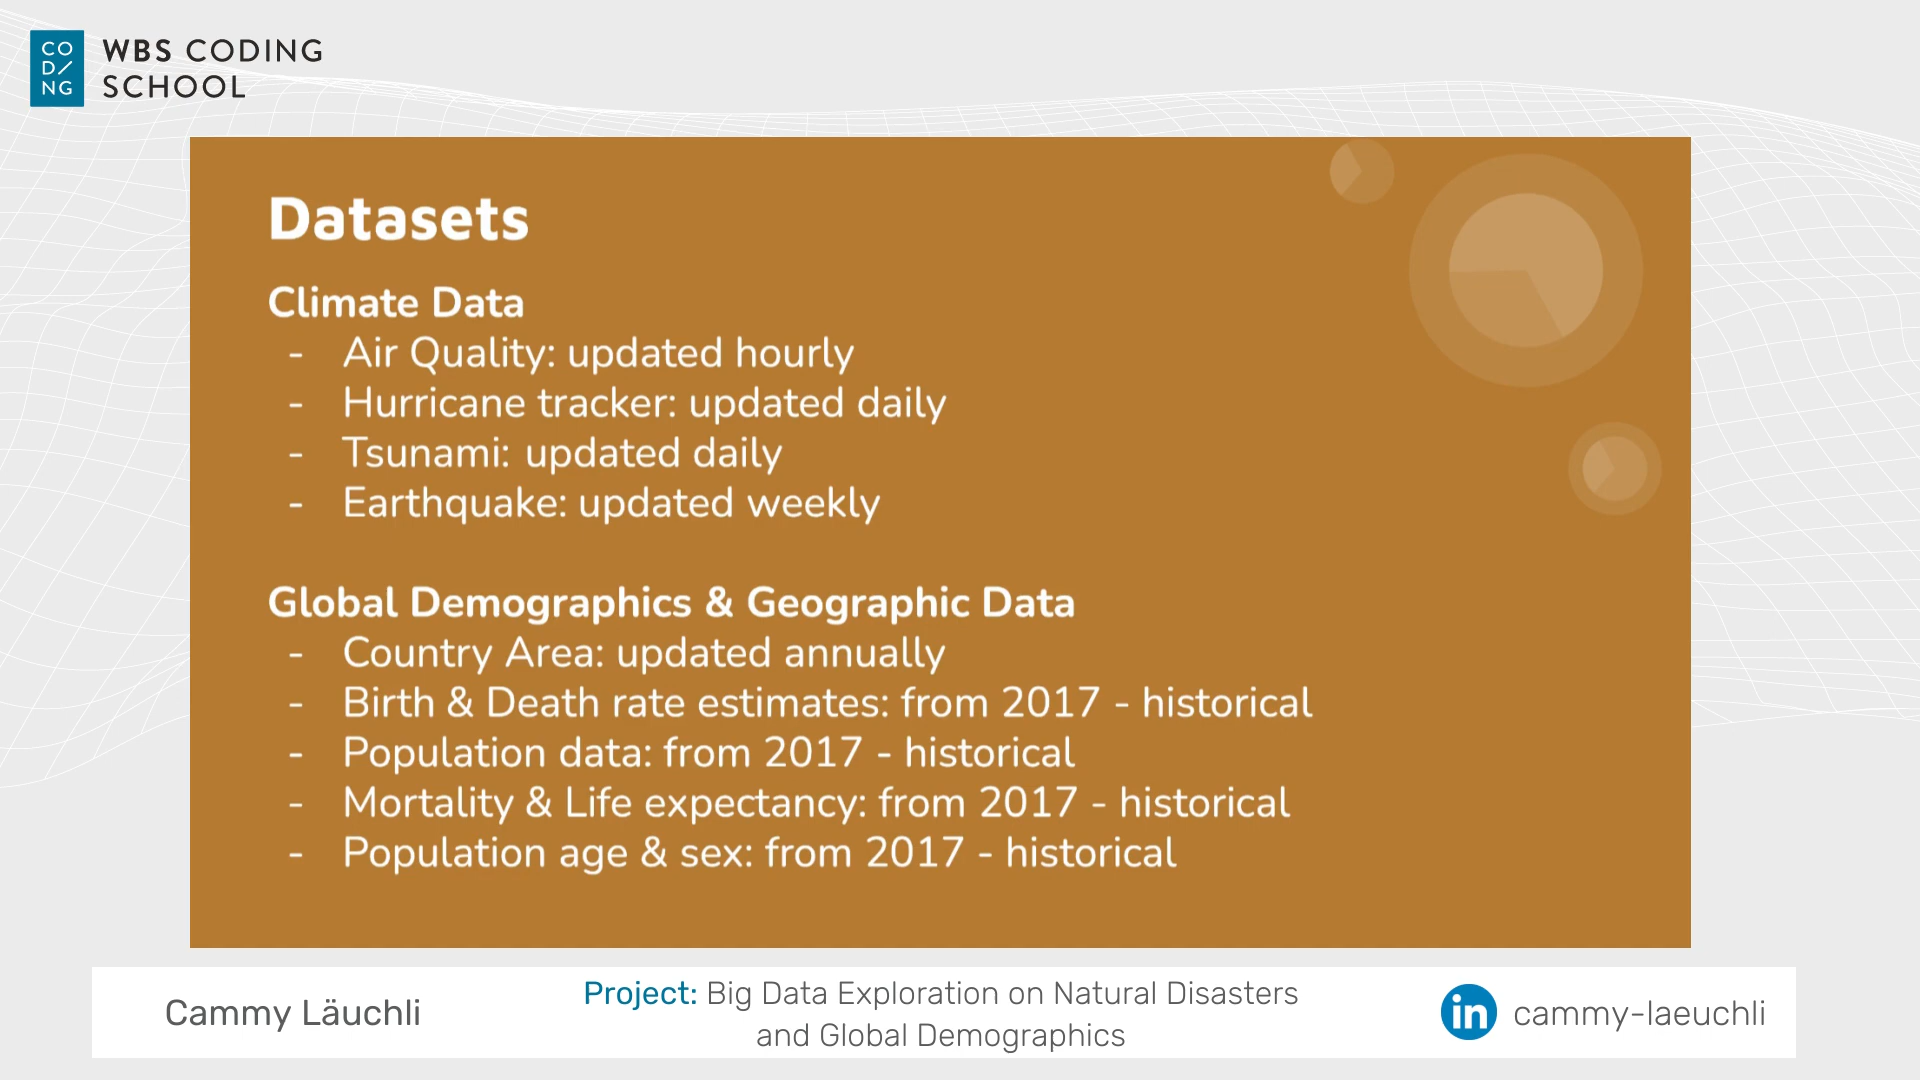 CO
D/
NG
WBS CODING
SCHOOL
Datasets
Climate Data
- Air Quality: updated hourly
- Hurricane tracker: updated daily
- Tsunami: updated daily
- Earthquake: updated weekly
Global Demographics & Geographic Data
- Country Area: updated annually
- Birth & Death rate estimates: from 2017 - historical
- Population data: from 2017 - historical
- Mortality & Life expectancy: from 2017 - historical
- Population age & sex: from 2017 - historical
Cammy Läuchli
Project: Big Data Exploration on Natural Disasters
and Global Demographics
in cammy-laeuchli